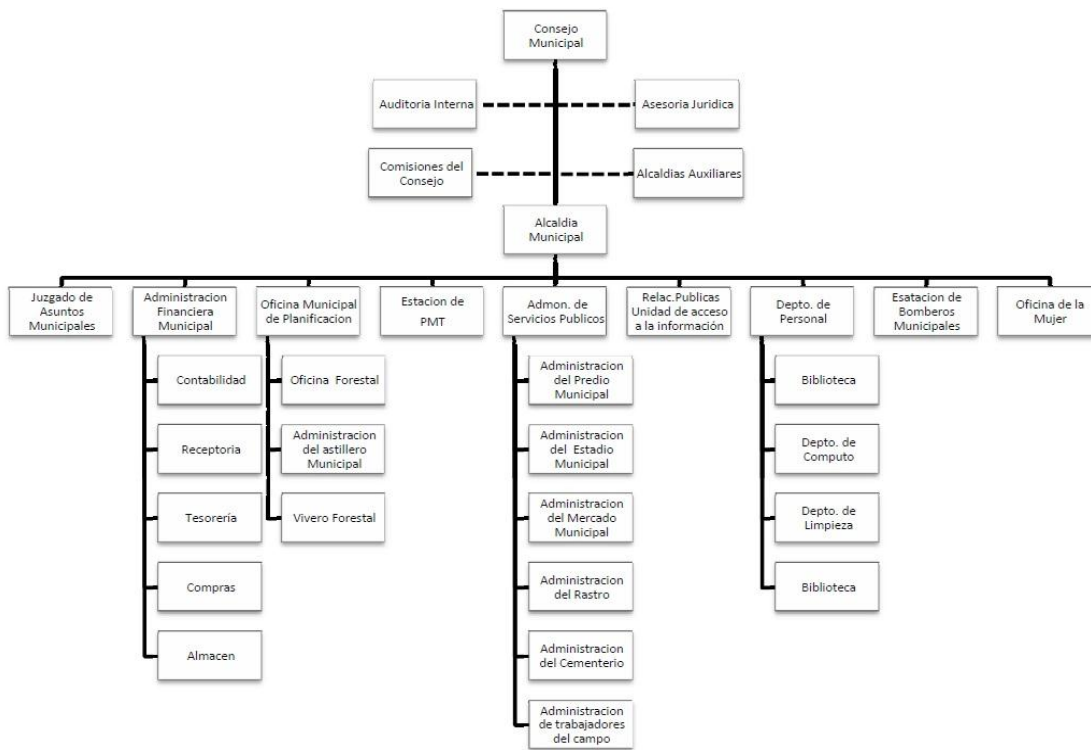 Consejo
Municipal
Auditoria Interna
Asesoria Juridica
Comisiones del
Consejo
Alcaldias Auxiliares
Alcaldia
Municipal
Juzgado de
Asuntos
Municipales
Administracion
Financiera
Municipal
Oficina Municipal
de Planificacion
Estacion de
PMT
Admon. de
Servicios Publicos
Relac.Publicas
Unidad de acceso
a la información
Depto. de
Personal
Esatacion de
Bomberos
Municipales
Oficina de la
Mujer
Contabilidad
Receptoria
Tesorería
Compras
Almacen
Oficina Forestal
Administracion
del astillero
Municipal
Vivero Forestal
Administracion
del Predio
Municipal
Administracion
del Estadio
Municipal
Administracion
del Mercado
Municipal
Administracion
del Rastro
Administracion
del Cementerio
Administracion
de trabajadores
del campo
Biblioteca
Depto. de
Computo
Depto. de
Limpieza
Biblioteca